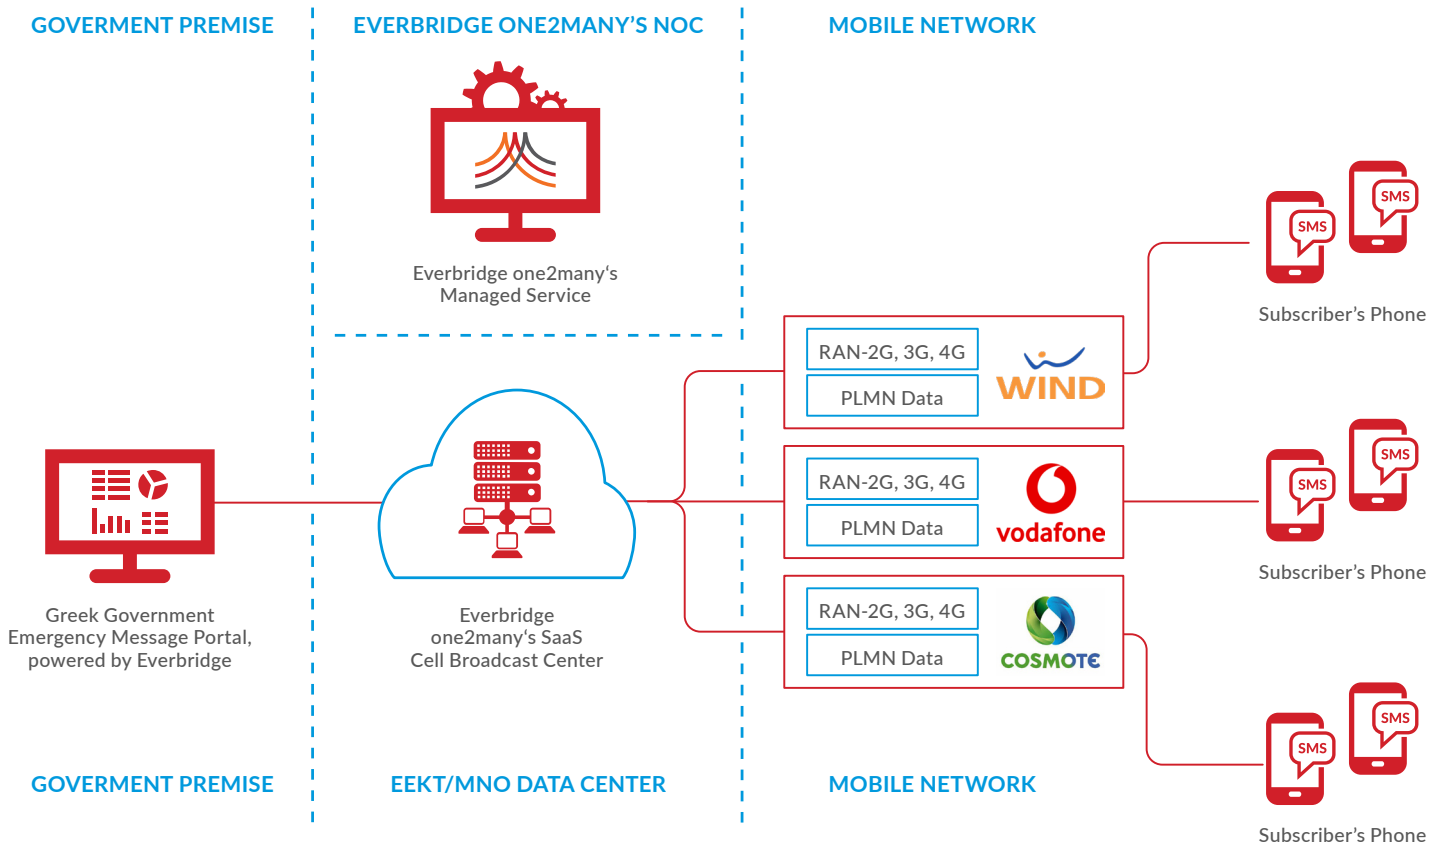 GOVERMENT PREMISE
EVERBRIDGE ONE2MANY’S NOC
MOBILE NETWORK
Everbridge one2many‘s
Managed Service
SMS
SMS
Subscriber’s Phone
RAN-2G, 3G, 4G
PLMN Data
WIND
Greek Government
Emergency Message Portal,
powered by Everbridge
Everbridge
one2many‘s SaaS
Cell Broadcast Center
RAN-2G, 3G, 4G
PLMN Data
vodafone
SMS
SMS
Subscriber’s Phone
RAN-2G, 3G, 4G
PLMN Data
COSMOTE
SMS
SMS
Subscriber’s Phone
GOVERMENT PREMISE
EEKT/MNO DATA CENTER
MOBILE NETWORK